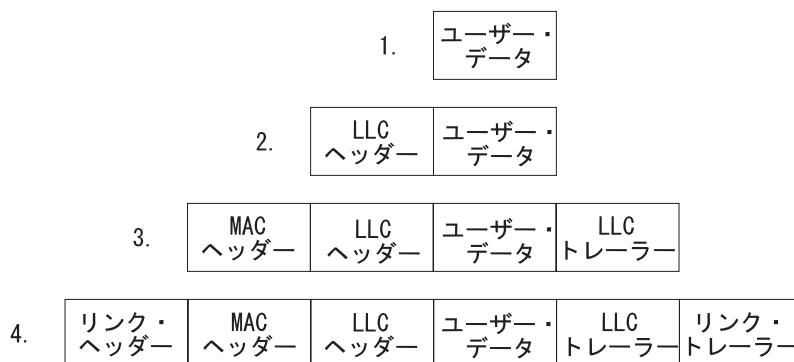 1. ユーザー・
データ
2. LLC ユーザー・
ヘッダー データ
3. MAC LLC ユーザー・ LLC
ヘッダー ヘッダー データ トレーラー
4. リンク・ MAC LLC ユーザー・ LLC リンク・
ヘッダー ヘッダー ヘッダー データ トレーラー トレーラー